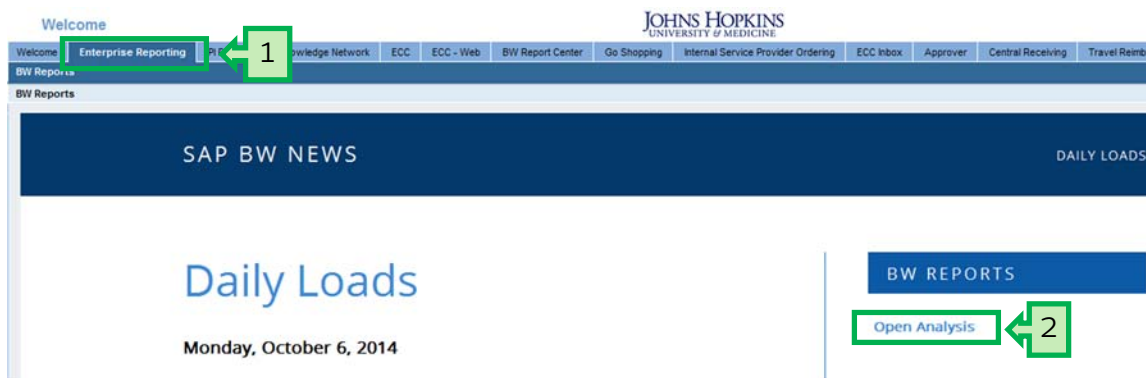 Welcome
JOHNS HOPKINS
UNIVERSITY & MEDICINE
Welcome Enterprise Reporting 1 Knowledge Network ECC ECC - Web BW Report Center Go Shopping Internal Service Provider Ordering ECC Inbox Approver Central Receiving Travel Reimb
BW Reports
BW Reports
SAP BW NEWS DAILY LOADS
Daily Loads
BW REPORTS
Open Analysis 2
Monday, October 6, 2014